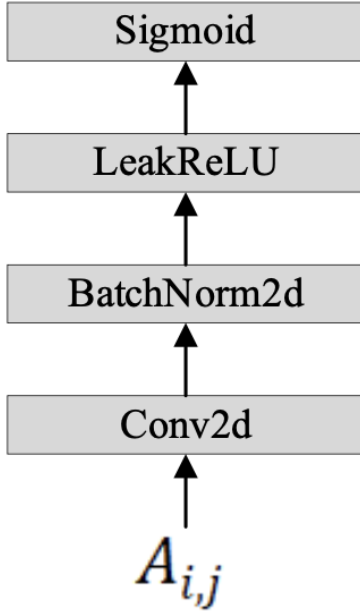 Sigmoid
LeakReLU
BatchNorm2d
Conv2d
A_{i,j}